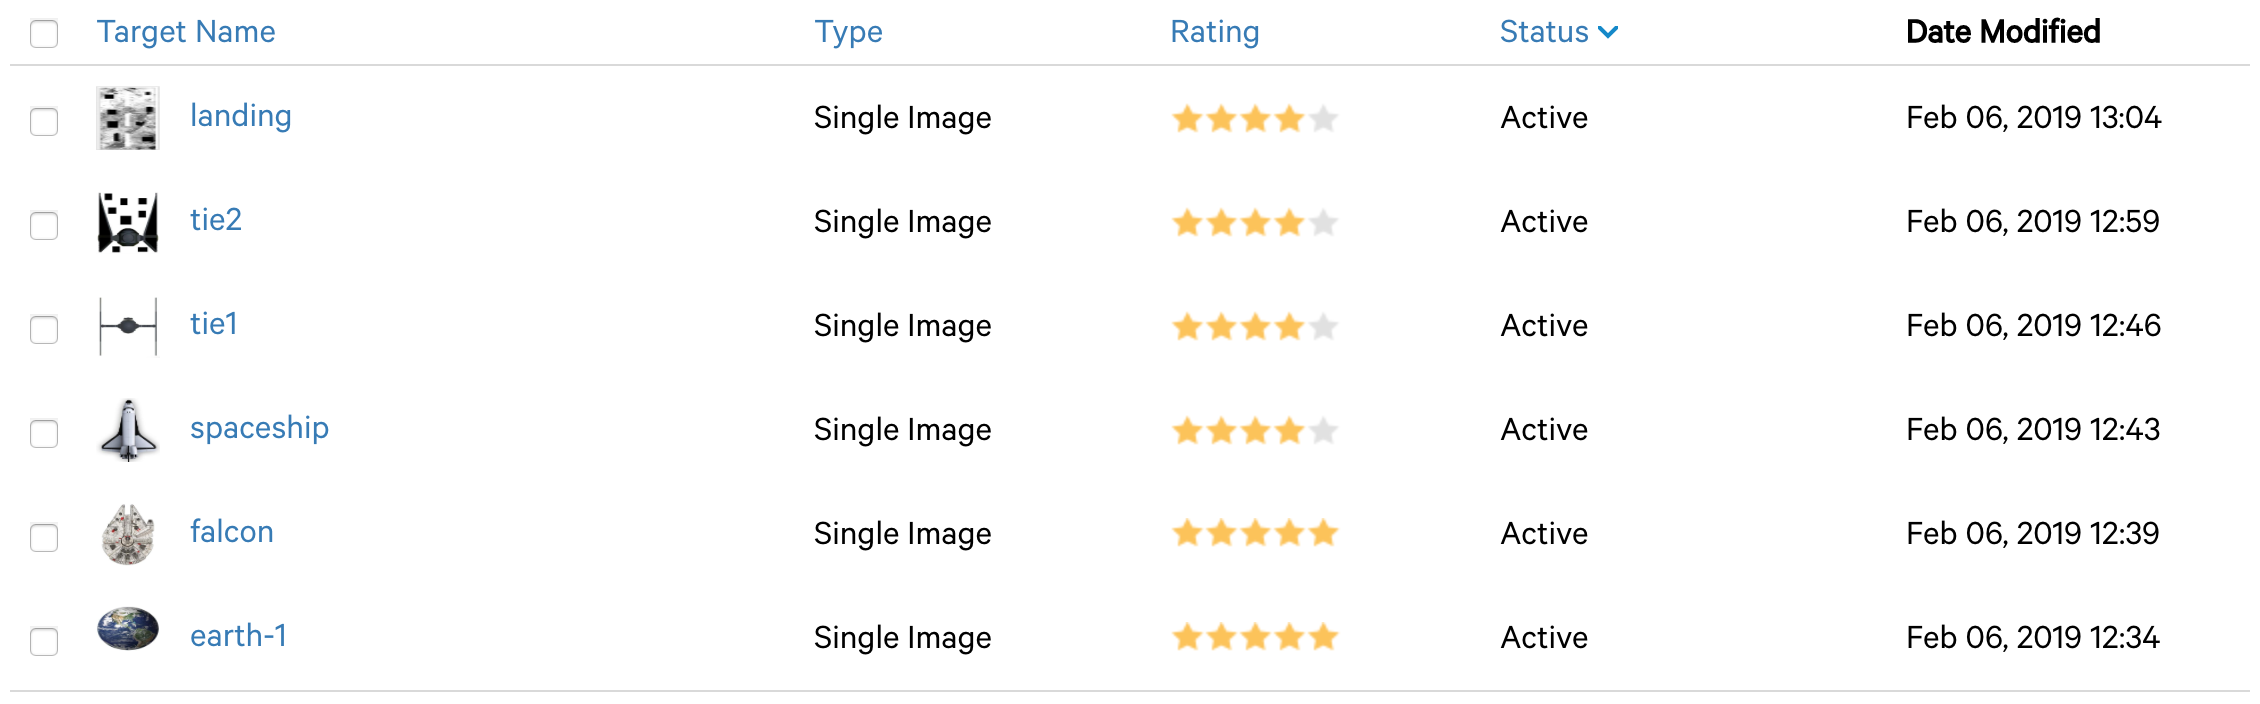 Target Name Type Rating Status Date Modified
landing Single Image Active Feb 06, 2019 13:04
tie2 Single Image Active Feb 06, 2019 12:59
tie1 Single Image Active Feb 06, 2019 12:46
spaceship Single Image Active Feb 06, 2019 12:43
falcon Single Image Active Feb 06, 2019 12:39
earth-1 Single Image Active Feb 06, 2019 12:34